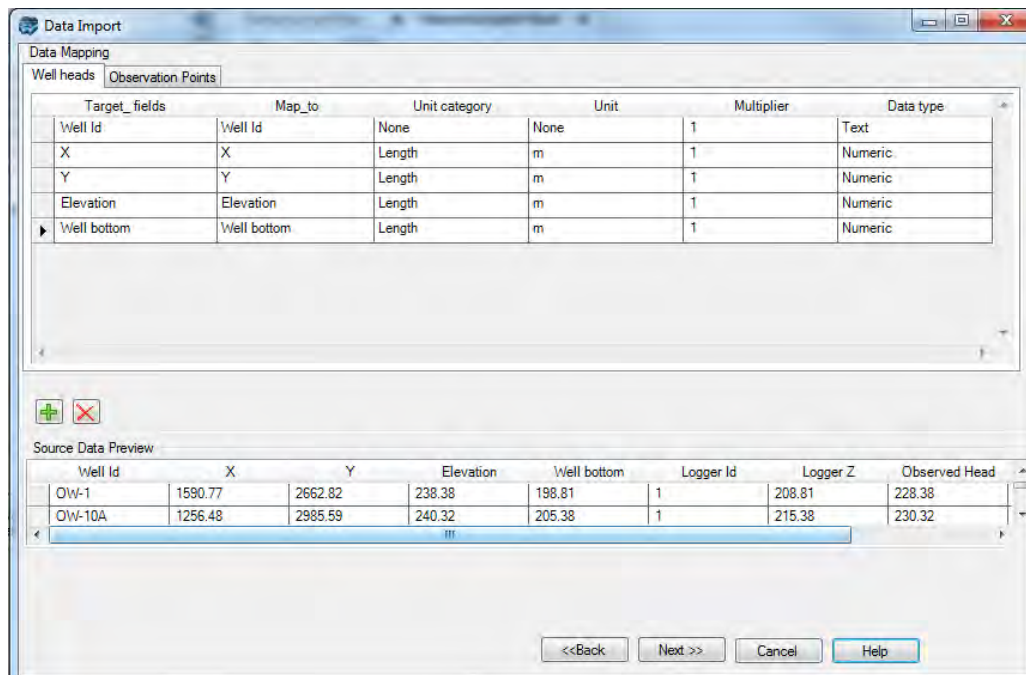 Data Import
Data Mapping
Well heads Observation Points
Target_fields Map_to Unit category Unit Multiplier Data type
Well Id Well Id None None 1 Text
X X Length m 1 Numeric
Y Y Length m 1 Numeric
Elevation Elevation Length m 1 Numeric
Well bottom Well bottom Length m 1 Numeric
Source Data Preview
Well Id X Y Elevation Well bottom Logger Id Logger Z Observed Head
OW-1 1590.77 2662.82 238.38 198.81 1 208.81 228.38
OW-10A 1256.48 2985.59 240.32 205.38 1 215.38 230.32
<<Back Next >> Cancel Help